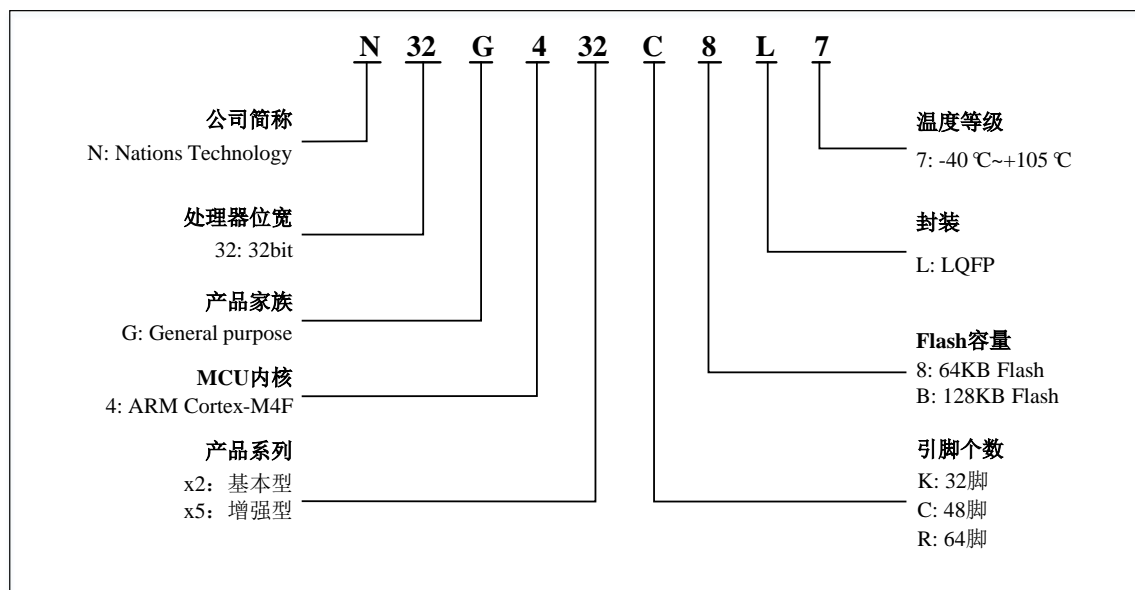 N 32 G 4 32 C 8 L 7
公司简称
N: Nations Technology
处理器位宽
32: 32bit
产品家族
G: General purpose
MCU内核
4: ARM Cortex-M4F
产品系列
x2：基本型
x5：增强型
温度等级
7: -40℃~+105℃
封装
L: LQFP
Flash容量
8: 64KB Flash
B: 128KB Flash
引脚个数
K: 32脚
C: 48脚
R: 64脚